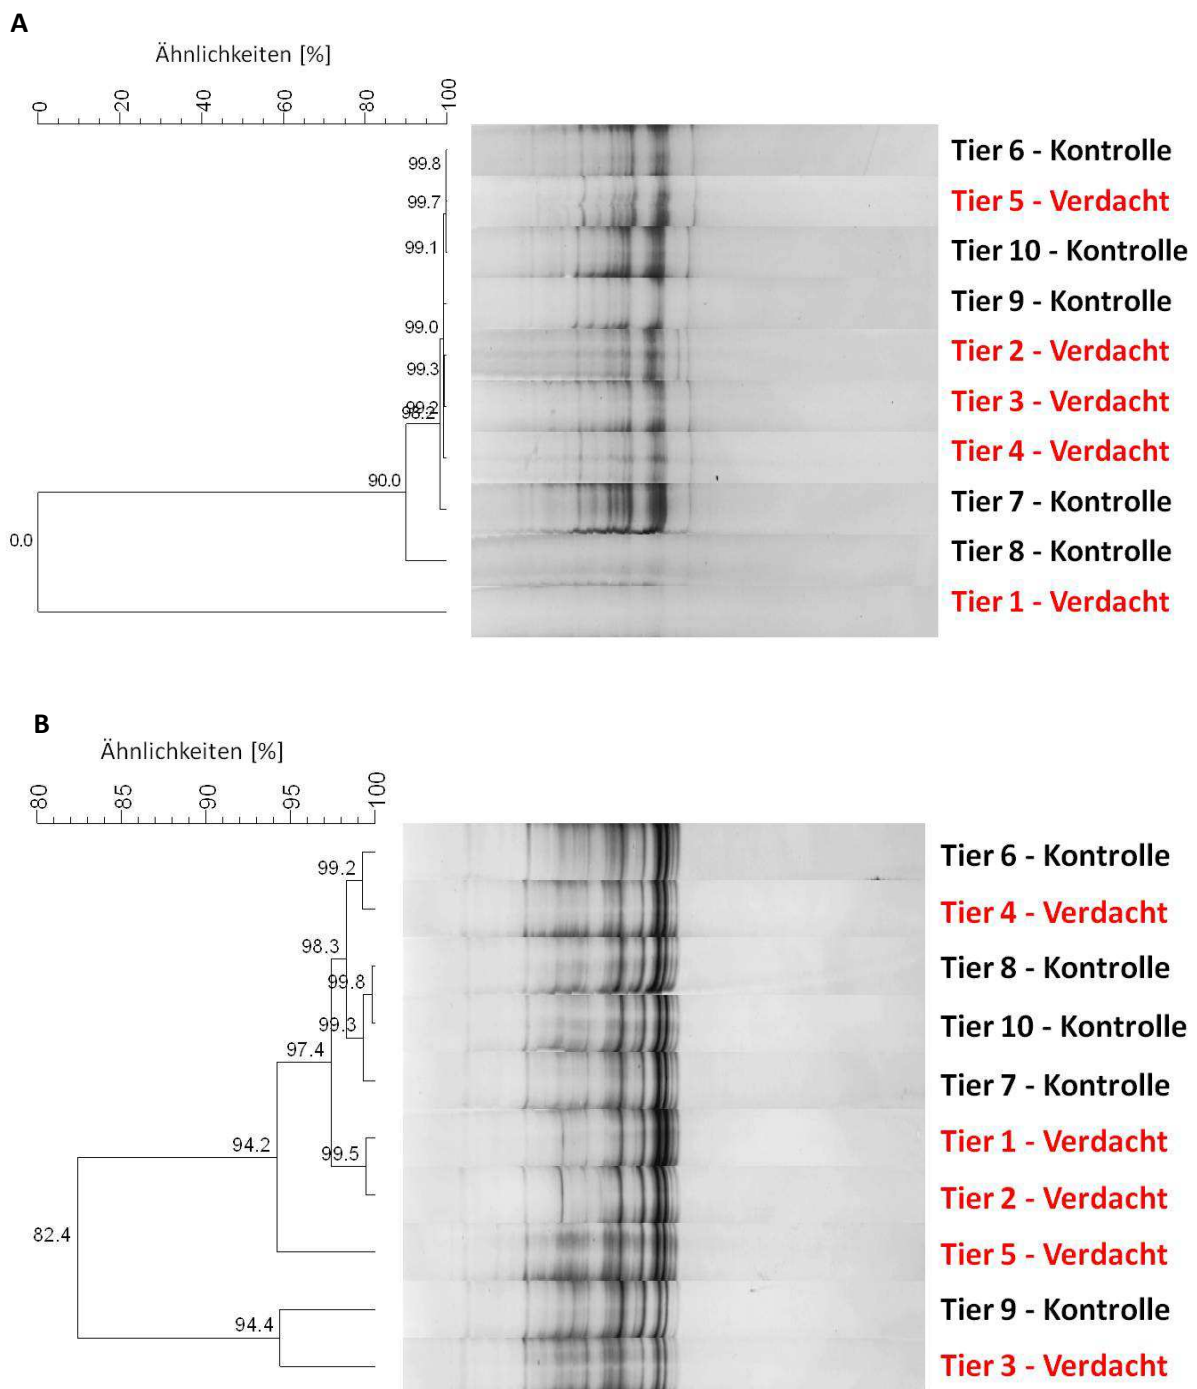 A
Ähnlichkeiten [%]
0 20 40 60 80 100
99.8
Tier 6 - Kontrolle
99.7
Tier 5 - Verdacht
99.1
Tier 10 - Kontrolle
Tier 9 - Kontrolle
99.0
Tier 2 - Verdacht
99.3
Tier 3 - Verdacht
99.2
98.2
Tier 4 - Verdacht
90.0
Tier 7 - Kontrolle
0.0
Tier 8 - Kontrolle
Tier 1 - Verdacht
B
Ähnlichkeiten [%]
80 85 90 95 100
99.2
Tier 6 - Kontrolle
Tier 4 - Verdacht
98.3
Tier 8 - Kontrolle
99.8
99.3
Tier 10 - Kontrolle
97.4
Tier 7 - Kontrolle
94.2
99.5
Tier 1 - Verdacht
Tier 2 - Verdacht
82.4
Tier 5 - Verdacht
94.4
Tier 9 - Kontrolle
Tier 3 - Verdacht